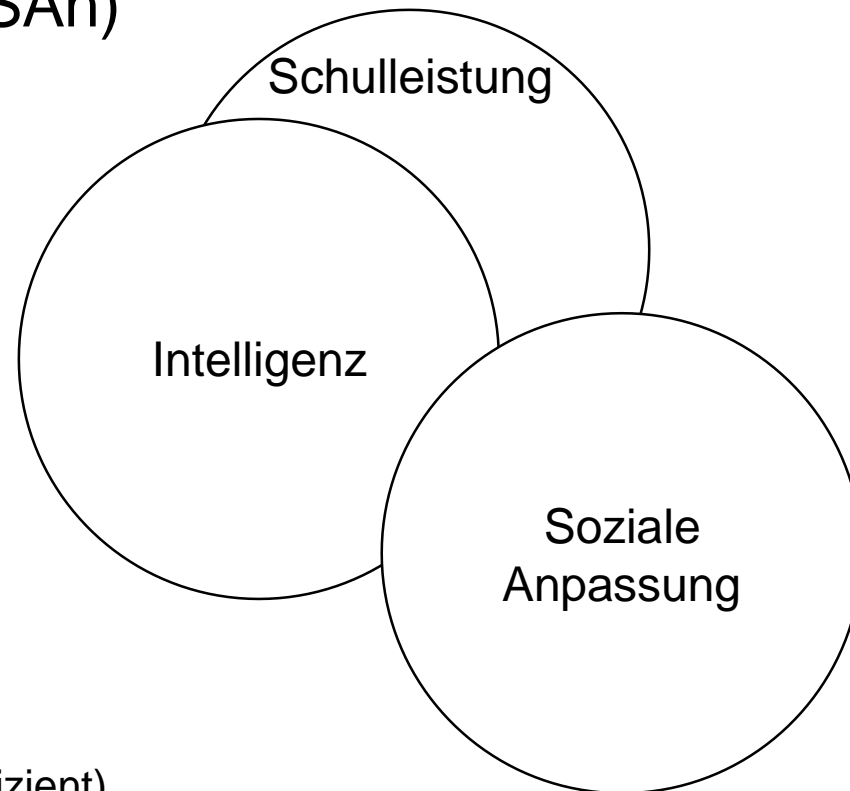 SAn)
Schulleistung
Intelligenz
Soziale
Anpassung
izient)